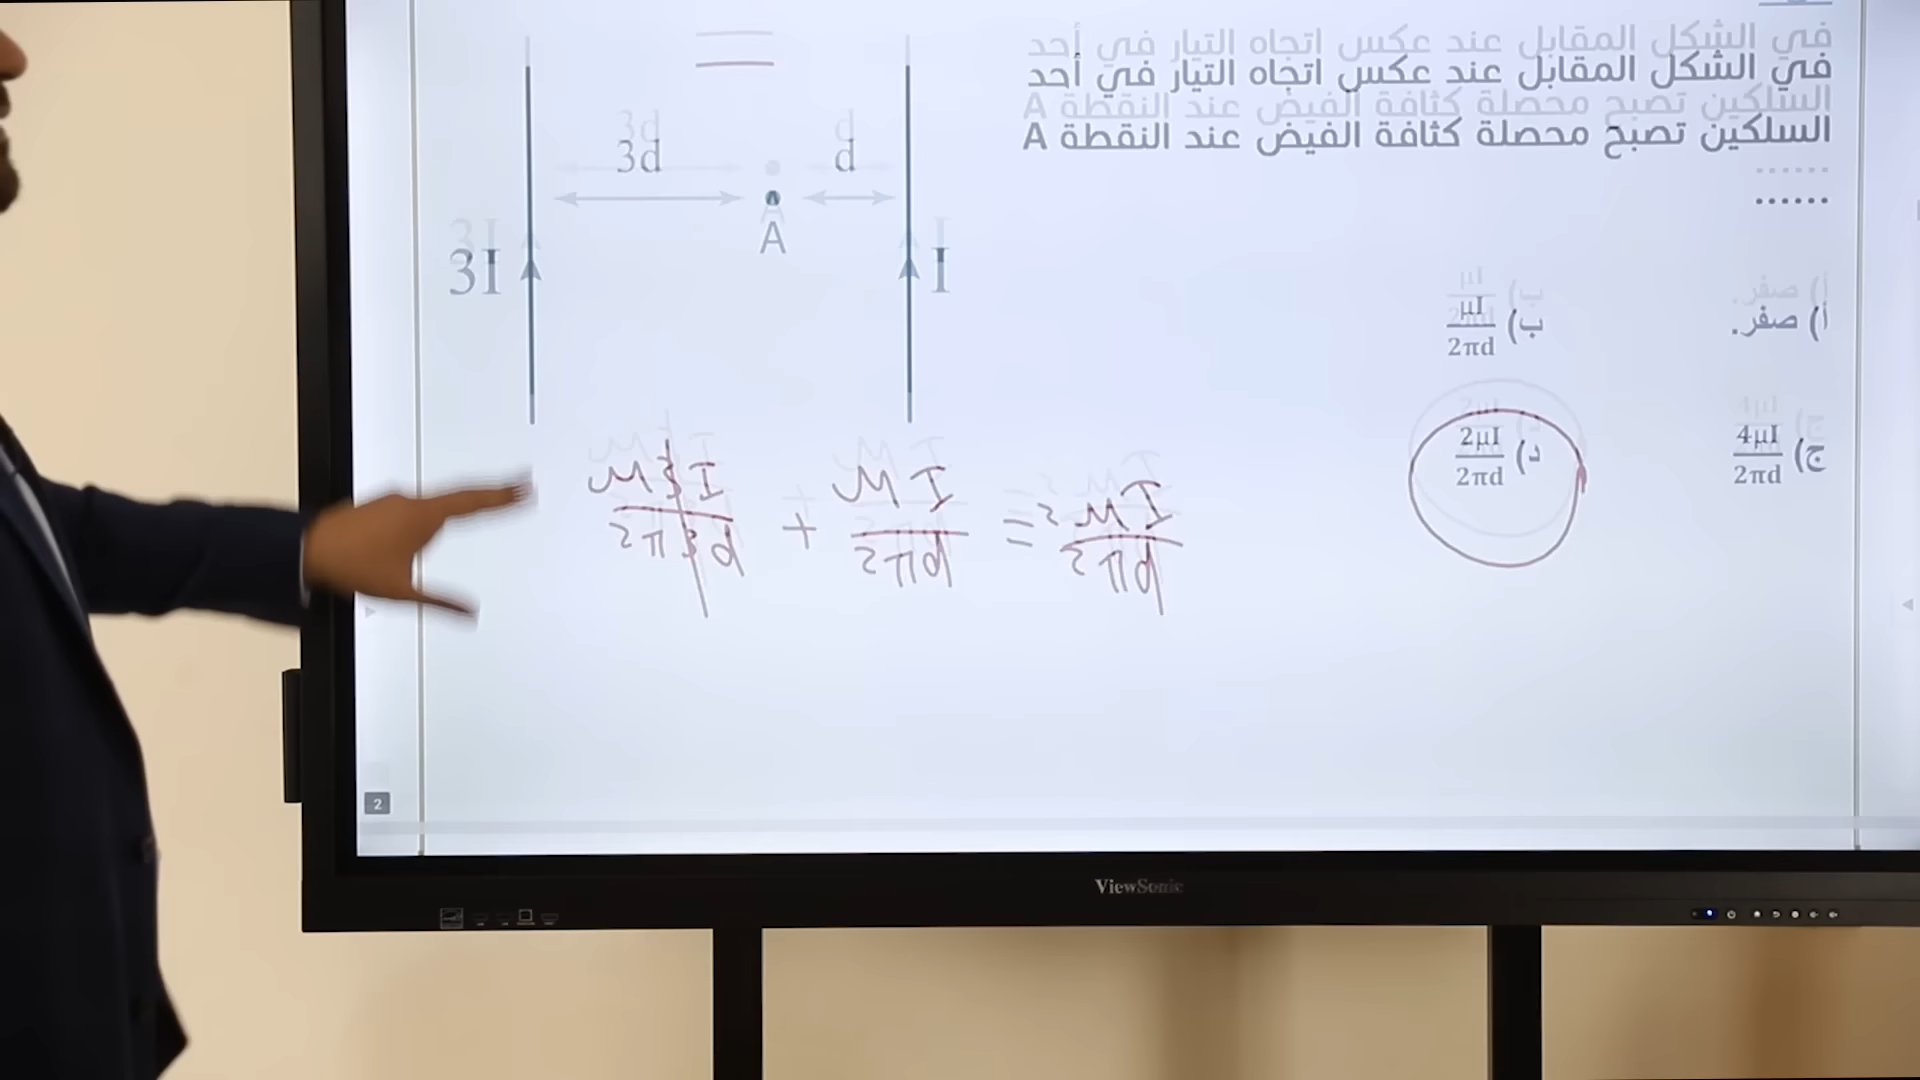 في الشكل المقابل عند عكس اتجاه التيار في أحد
السلكين تصبح محصلة كثافة الفيض عند النقطة A
......
أ) صفر.
ب) μI / 2πd
ج) 4μI / 2πd
د) 2μI / 2πd
3d
d
A
3I
I
μ3I / 2π3d + μI / 2πd = 2μI / 2πd
2
ViewSonic